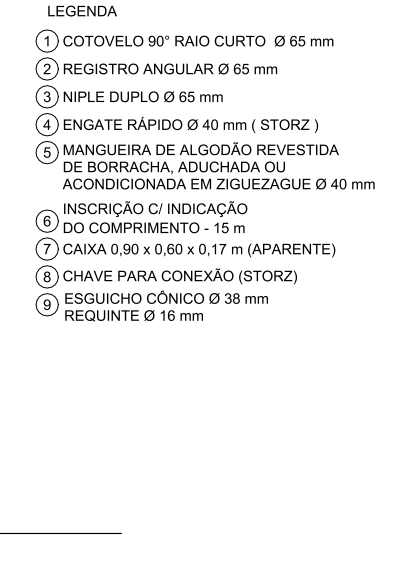 LEGENDA
1 COTOVELO 90° RAIO CURTO Ø 65 mm
2 REGISTRO ANGULAR Ø 65 mm
3 NIPLE DUPLO Ø 65 mm
4 ENGATE RÁPIDO Ø 40 mm ( STORZ )
5 MANGUEIRA DE ALGODÃO REVESTIDA
DE BORRACHA, ADUCHADA OU
ACONDICIONADA EM ZIGUEZAGUE Ø 40 mm
INSCRIÇÃO C/ INDICAÇÃO
6 DO COMPRIMENTO - 15 m
7 CAIXA 0,90 x 0,60 x 0,17 m (APARENTE)
8 CHAVE PARA CONEXÃO (STORZ)
9 ESGUICHO CÔNICO Ø 38 mm
REQUINTE Ø 16 mm